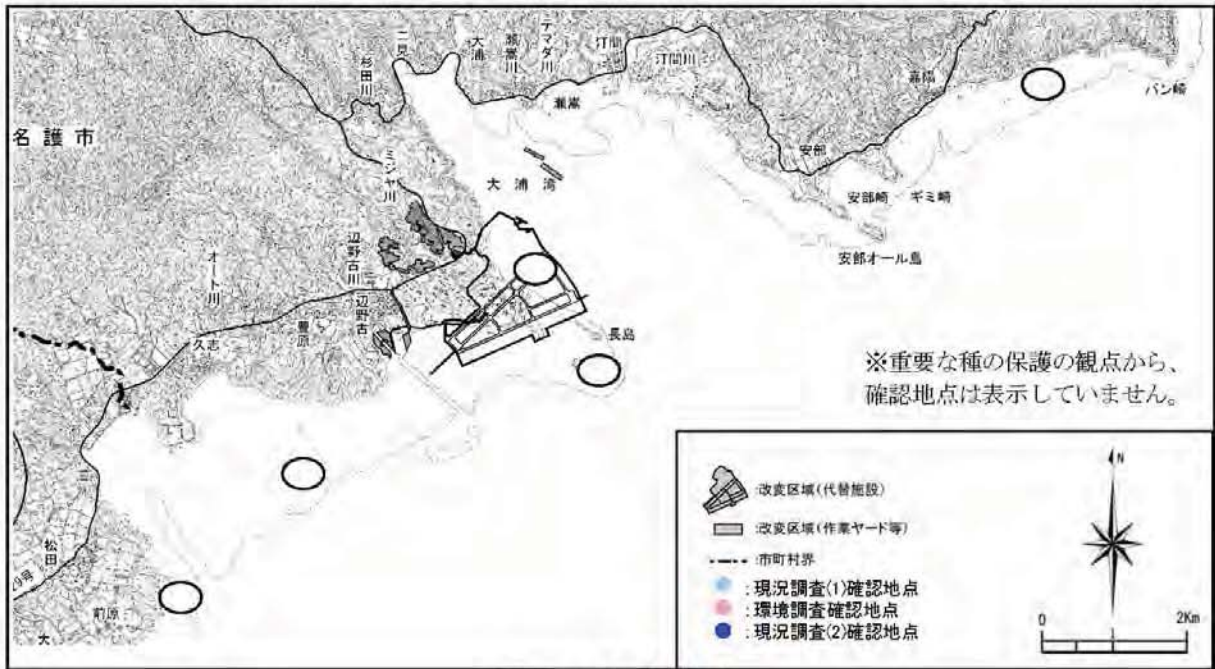 二見
大浦
瀬嵩川
テマダ川
汀間
汀間川
嘉陽
バン崎
杉田川
瀬嵩
名護市
ミジャ川
大浦湾
安部
安部崎
ギミ崎
安部オール島
辺野古川
オート川
辺野古
豊原
久志
長島
※重要な種の保護の観点から、
確認地点は表示していません。
松田
前原
大
N
:改変区域(代替施設)
:改変区域(作業ヤード等)
:市町村界
:現況調査(1)確認地点
:環境調査確認地点
:現況調査(2)確認地点
0 2Km